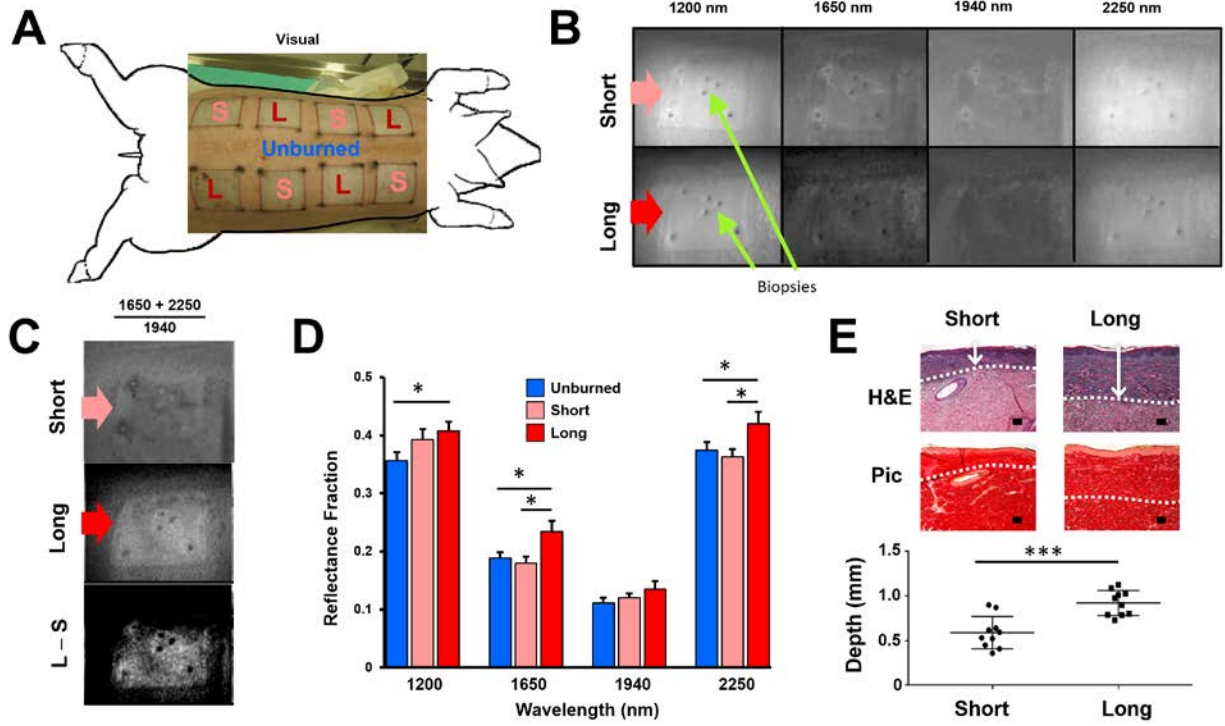 A
Visual
S L S L
Unburned
L S L S
B
1200 nm 1650 nm 1940 nm 2250 nm
Short
Long
Biopsies
C
1650 + 2250
1940
Short
Long
L – S
D
Reflectance Fraction
0.5
0.4
0.3
0.2
0.1
0
* * * * *
Unburned
Short
Long
1200 1650 1940 2250
Wavelength (nm)
E
Short Long
H&E
Pic
***
Depth (mm)
1.5
1.0
0.5
0.0
Short Long